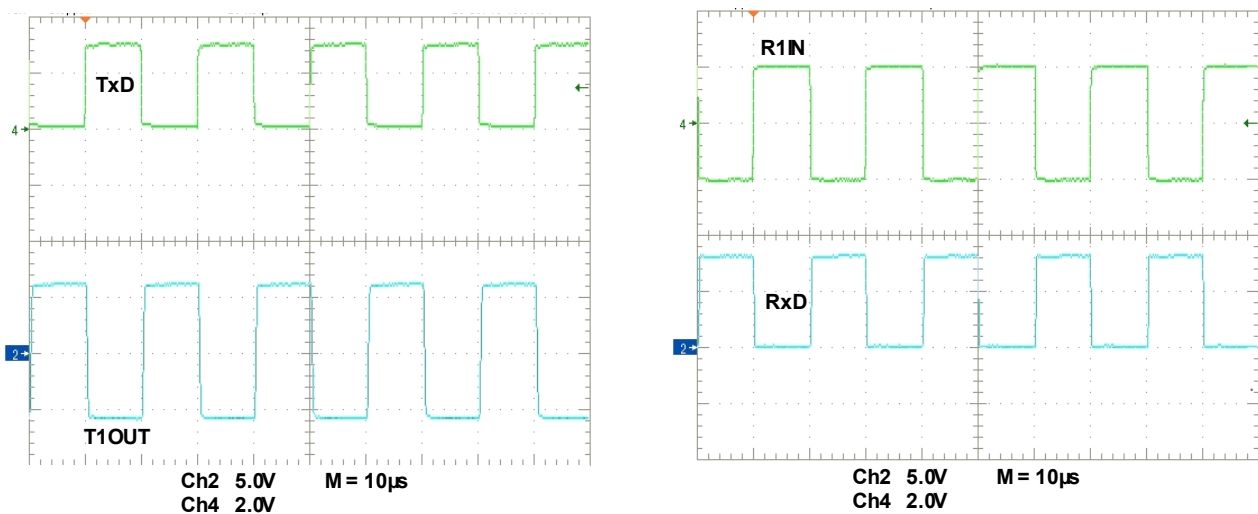 TxD
4
2
T1OUT
Ch2 5.0V M = 10µs
Ch4 2.0V
R1IN
4
RxD
2
Ch2 5.0V M = 10µs
Ch4 2.0V